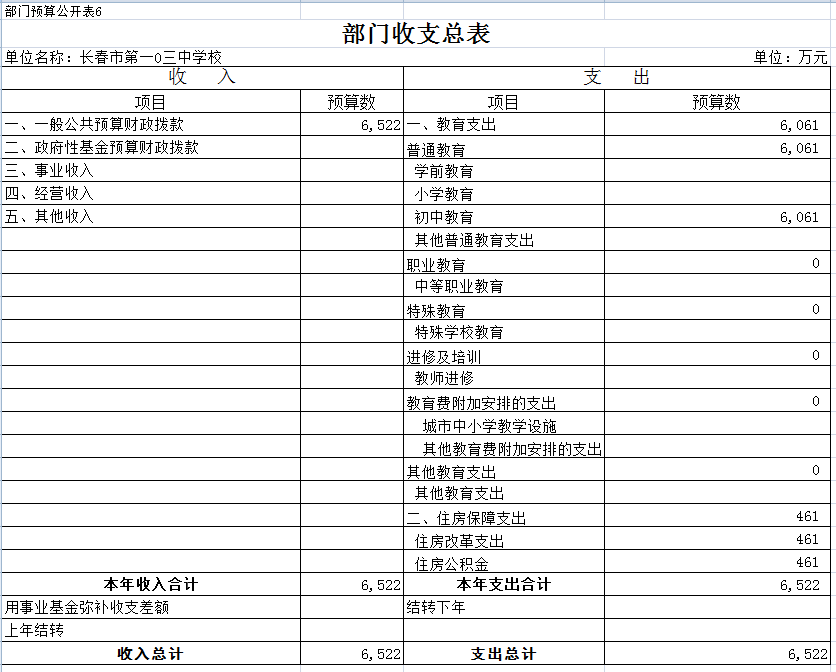 部门预算公开表6
部门收支总表
单位名称：长春市第一0三中学校 单位：万元
收 入 支 出
项目 预算数 项目 预算数
一、一般公共预算财政拨款 6,522 一、教育支出 6,061
二、政府性基金预算财政拨款 普通教育 6,061
三、事业收入 学前教育
四、经营收入 小学教育
五、其他收入 初中教育 6,061
其他普通教育支出
职业教育 0
中等职业教育
特殊教育 0
特殊学校教育
进修及培训 0
教师进修
教育费附加安排的支出 0
城市中小学教学设施
其他教育费附加安排的支出
其他教育支出 0
其他教育支出
二、住房保障支出 461
住房改革支出 461
住房公积金 461
本年收入合计 6,522 本年支出合计 6,522
用事业基金弥补收支差额 结转下年
上年结转
收入总计 6,522 支出总计 6,522